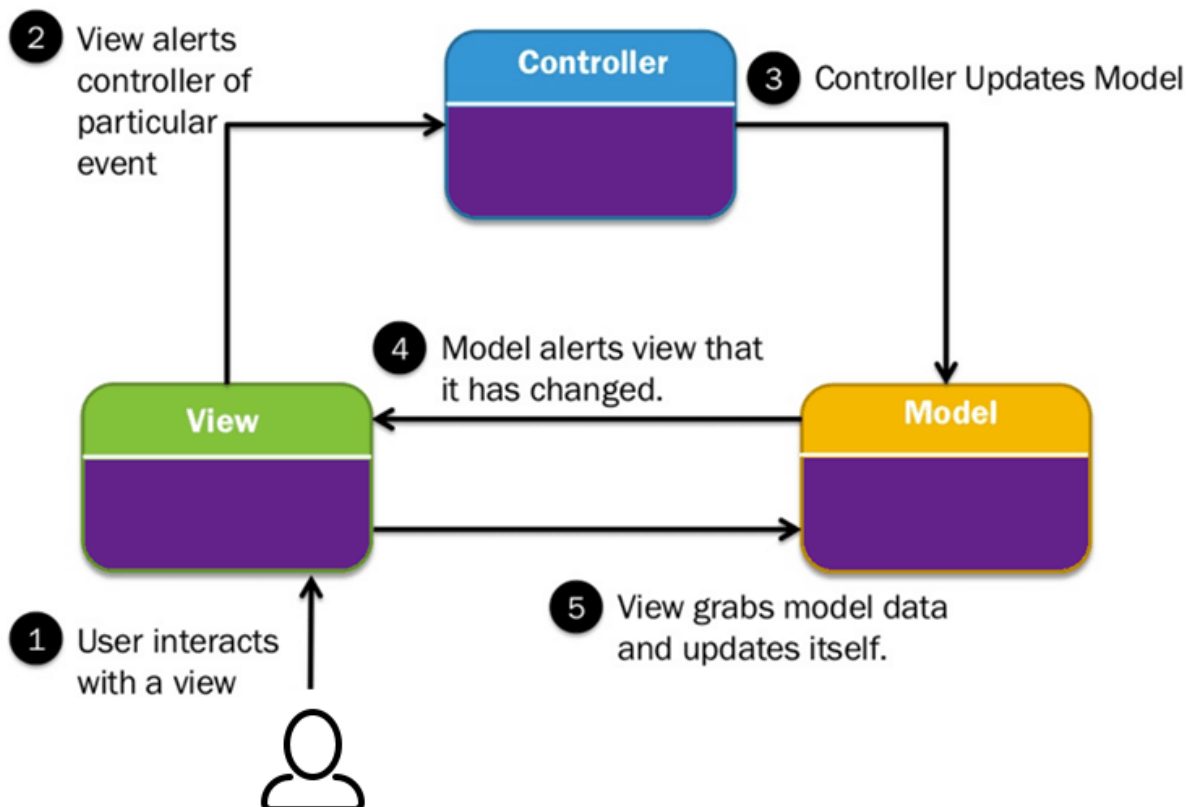 2
View alerts
controller of
particular
event
Controller
3
Controller Updates Model
4
Model alerts view that
it has changed.
View
Model
5
View grabs model data
and updates itself.
1
User interacts
with a view